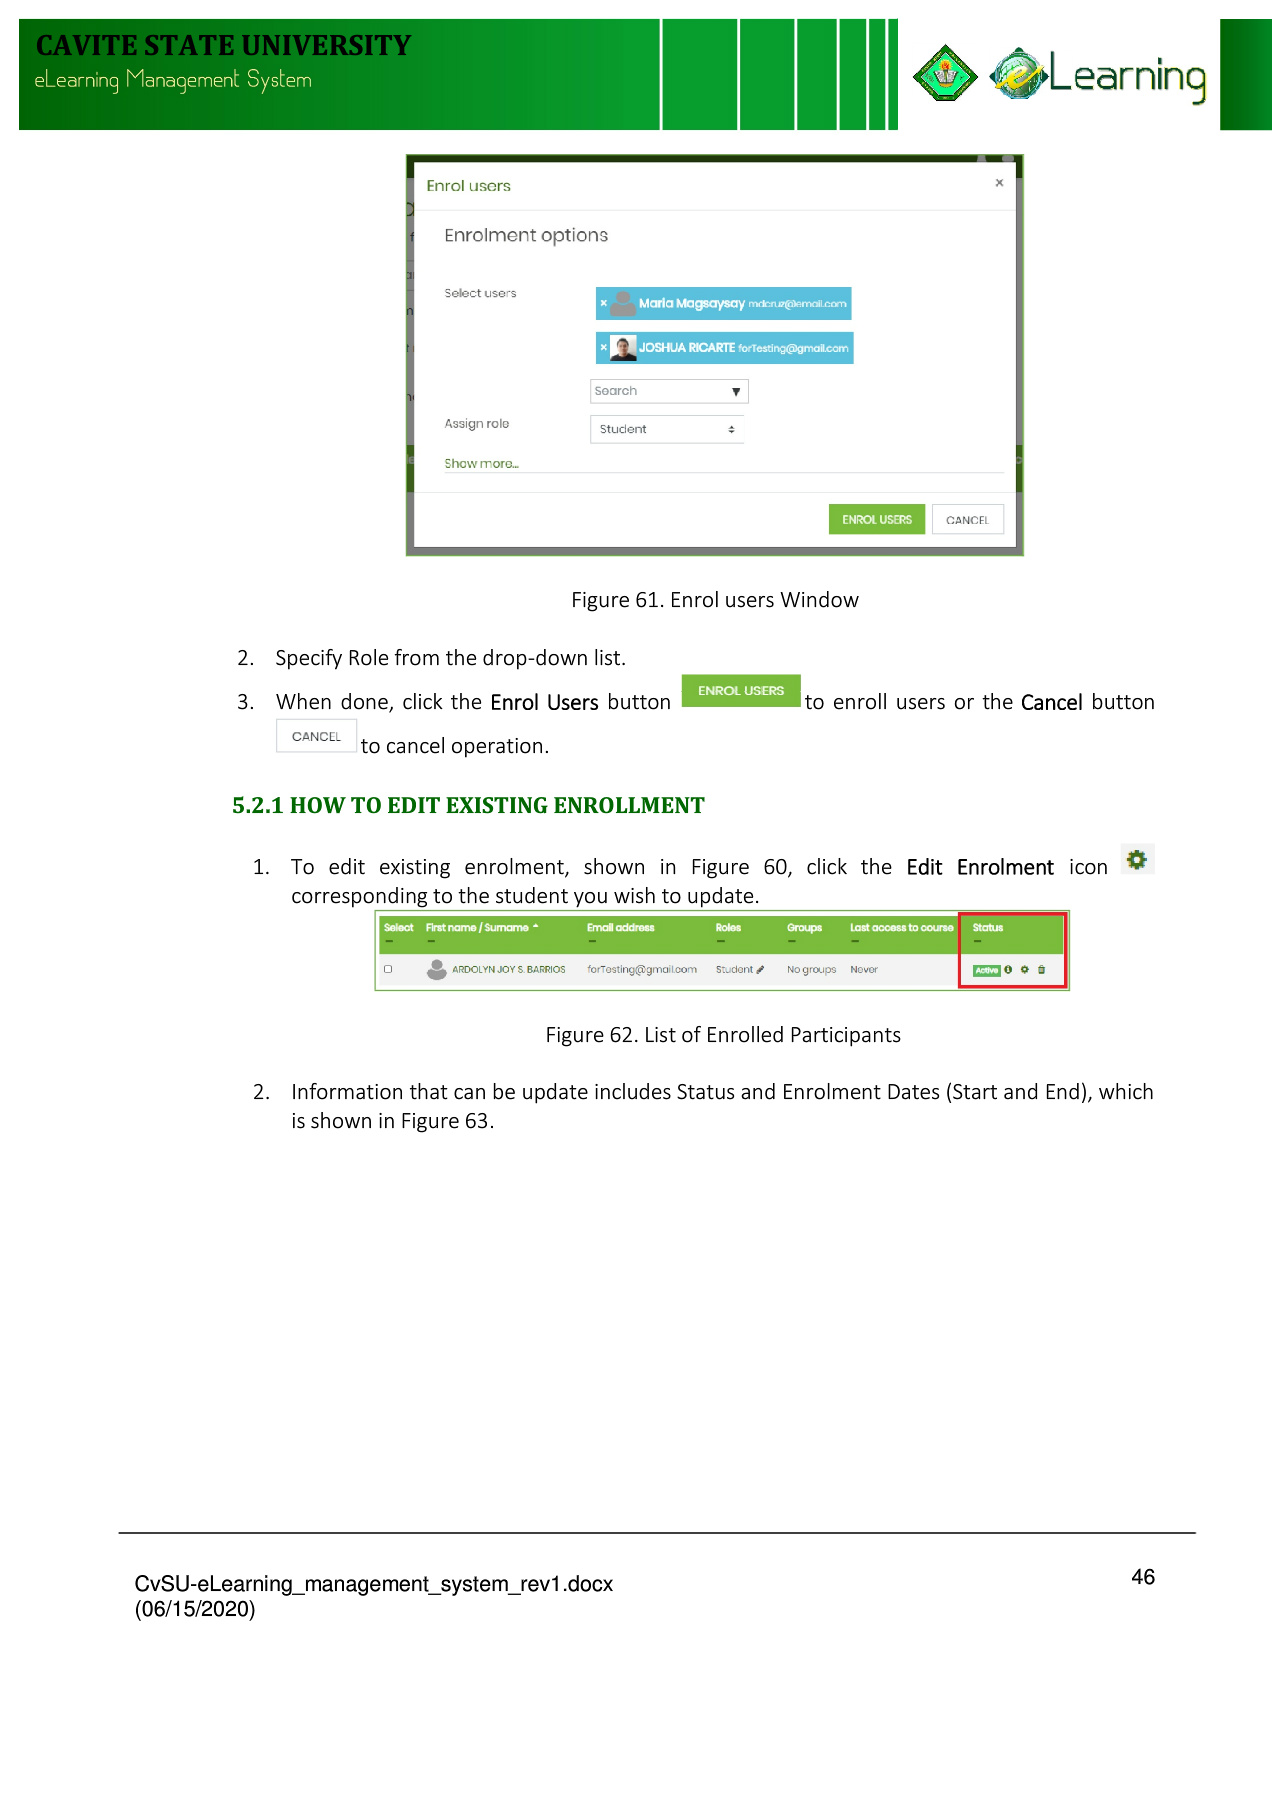 CAVITE STATE UNIVERSITY
eLearning Management System
eLearning
Enrol users
×
Enrolment options
Select users
× Maria Magsaysay mdcruz@email.com
× JOSHUA RICARTE forTesting@gmail.com
Search ▼
Assign role
Student
Show more...
ENROL USERS
CANCEL
Figure 61. Enrol users Window
2. Specify Role from the drop-down list.
3. When done, click the Enrol Users button ENROL USERS to enroll users or the Cancel button
CANCEL to cancel operation.
5.2.1 HOW TO EDIT EXISTING ENROLLMENT
1. To edit existing enrolment, shown in Figure 60, click the Edit Enrolment icon
corresponding to the student you wish to update.
Select First name / Surname Email address Roles Groups Last access to course Status
ARDOLYN JOY S. BARRIOS forTesting@gmail.com Student No groups Never Active
Figure 62. List of Enrolled Participants
2. Information that can be update includes Status and Enrolment Dates (Start and End), which
is shown in Figure 63.
CvSU-eLearning_management_system_rev1.docx
(06/15/2020)
46